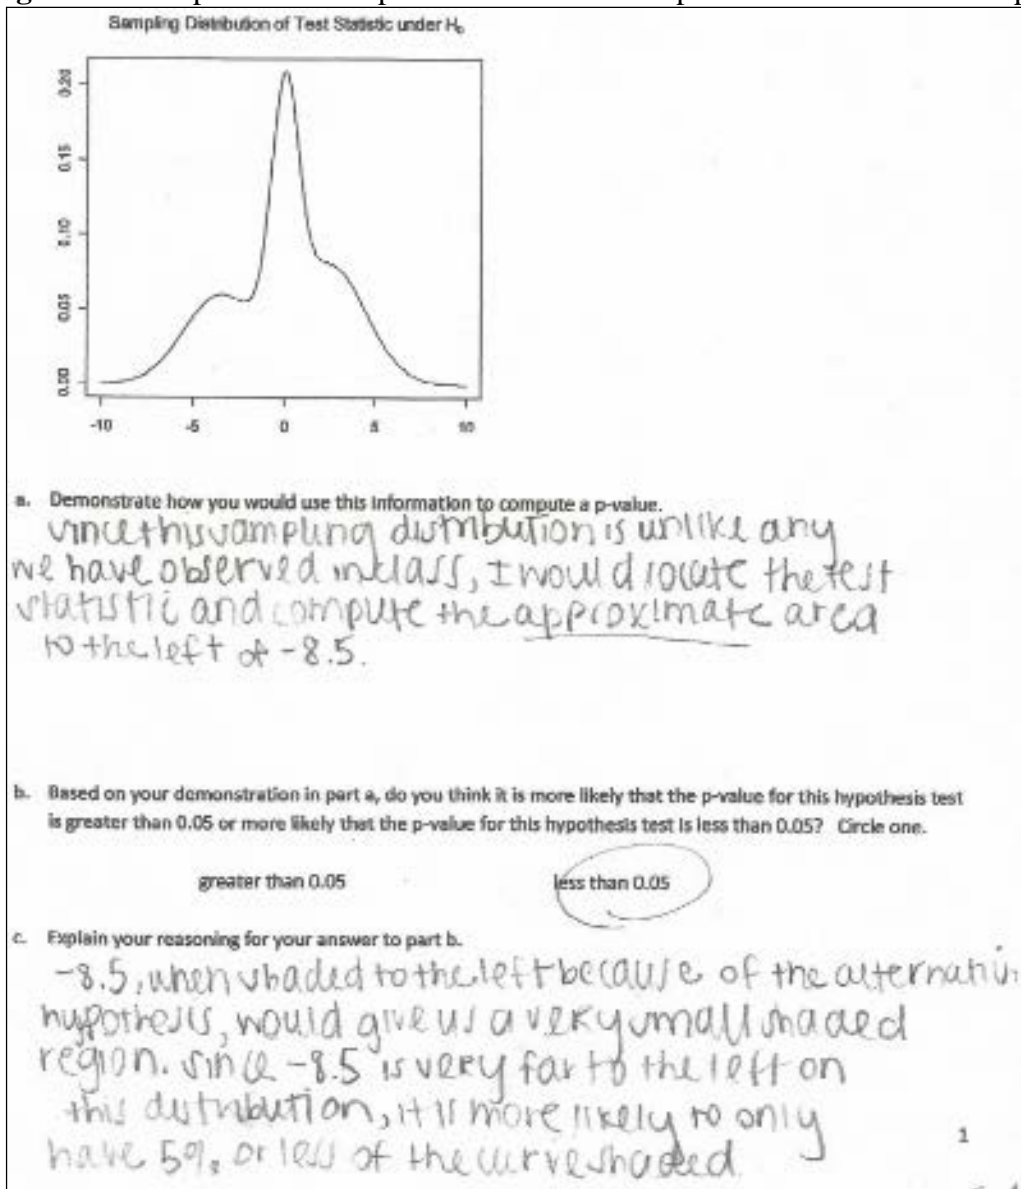 Sampling Distribution of Test Statistic under H₀
0.20
0.15
0.10
0.05
0.00
-10 -5 0 5 10
a. Demonstrate how you would use this information to compute a p-value.
since this sampling distribution is unlike any
we have observed in class, I would locate the test
statistic and compute the approximate area
to the left of -8.5.
b. Based on your demonstration in part a, do you think it is more likely that the p-value for this hypothesis test
is greater than 0.05 or more likely that the p-value for this hypothesis test is less than 0.05? Circle one.
greater than 0.05 less than 0.05
c. Explain your reasoning for your answer to part b.
-8.5, when shaded to the left because of the alternativ
hypothesis, would give us a very small shaded
region. Since -8.5 is very far to the left on
this distribution, it is more likely to only
have 5% or less of the curve shaded.
1